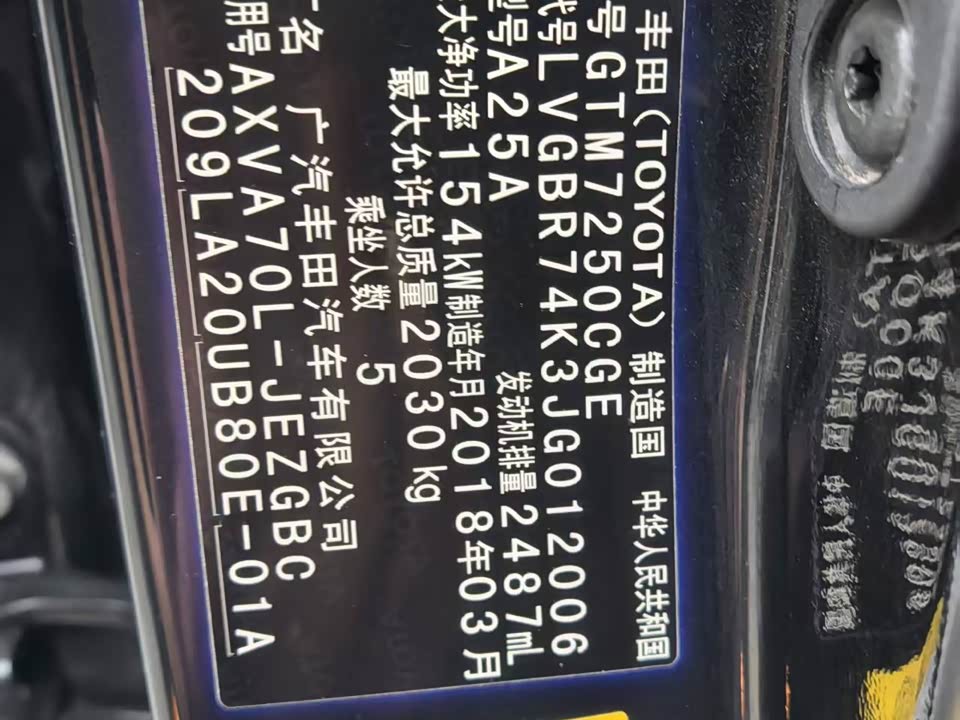 丰田(TOYOTA) 制造国 中华人民共和国
号GTM7250CGE
代号LVGBR74K3JG012006
型号A25A 发动机排量2487mL
大净功率154kW制造年月2018年03月
最大允许总质量2030kg
乘坐人数 5
厂名 广汽丰田汽车有限公司
用号AXVA70L-JEZGBC
209LA20UB80E-01A